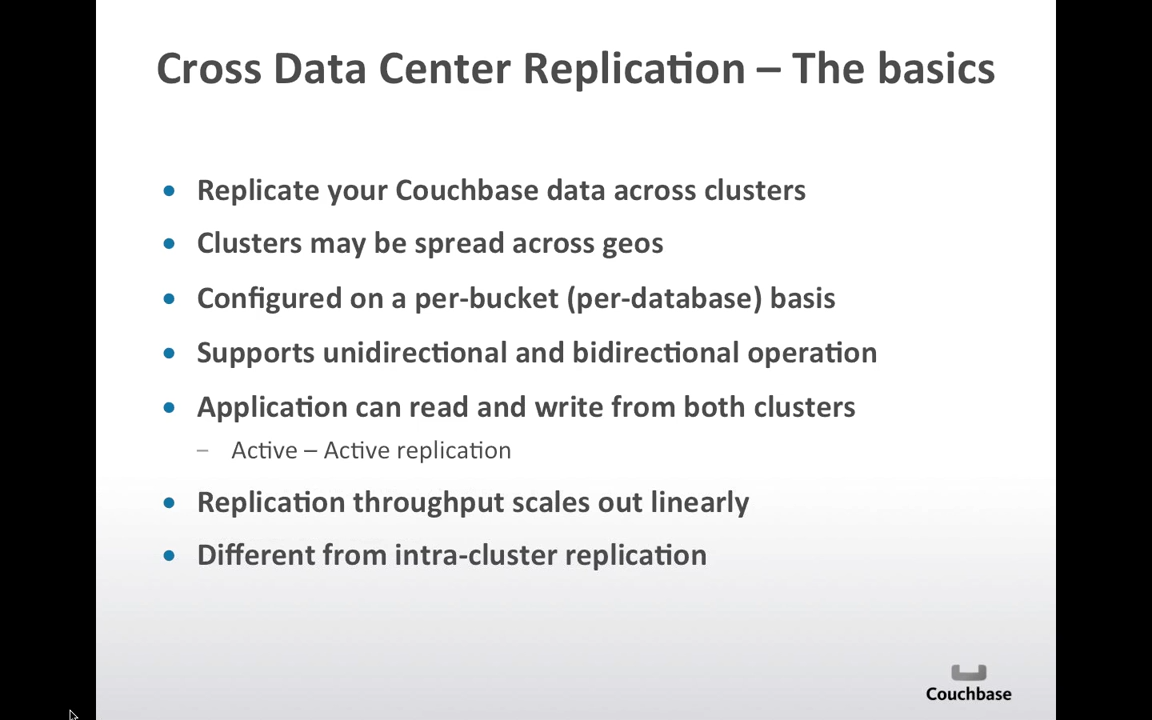 Cross Data Center Replication – The basics
• Replicate your Couchbase data across clusters
• Clusters may be spread across geos
• Configured on a per-bucket (per-database) basis
• Supports unidirectional and bidirectional operation
• Application can read and write from both clusters
– Active – Active replication
• Replication throughput scales out linearly
• Different from intra-cluster replication
Couchbase